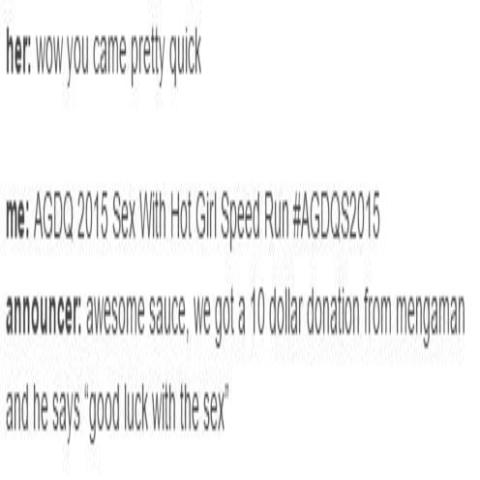 her: wow you came pretty quick
me: AGDQ 2015 Sex With Hot Girl Speed Run #AGDQS2015
announcer: awesome sauce, we got a 10 dollar donation from mengaman
and he says “good luck with the sex”